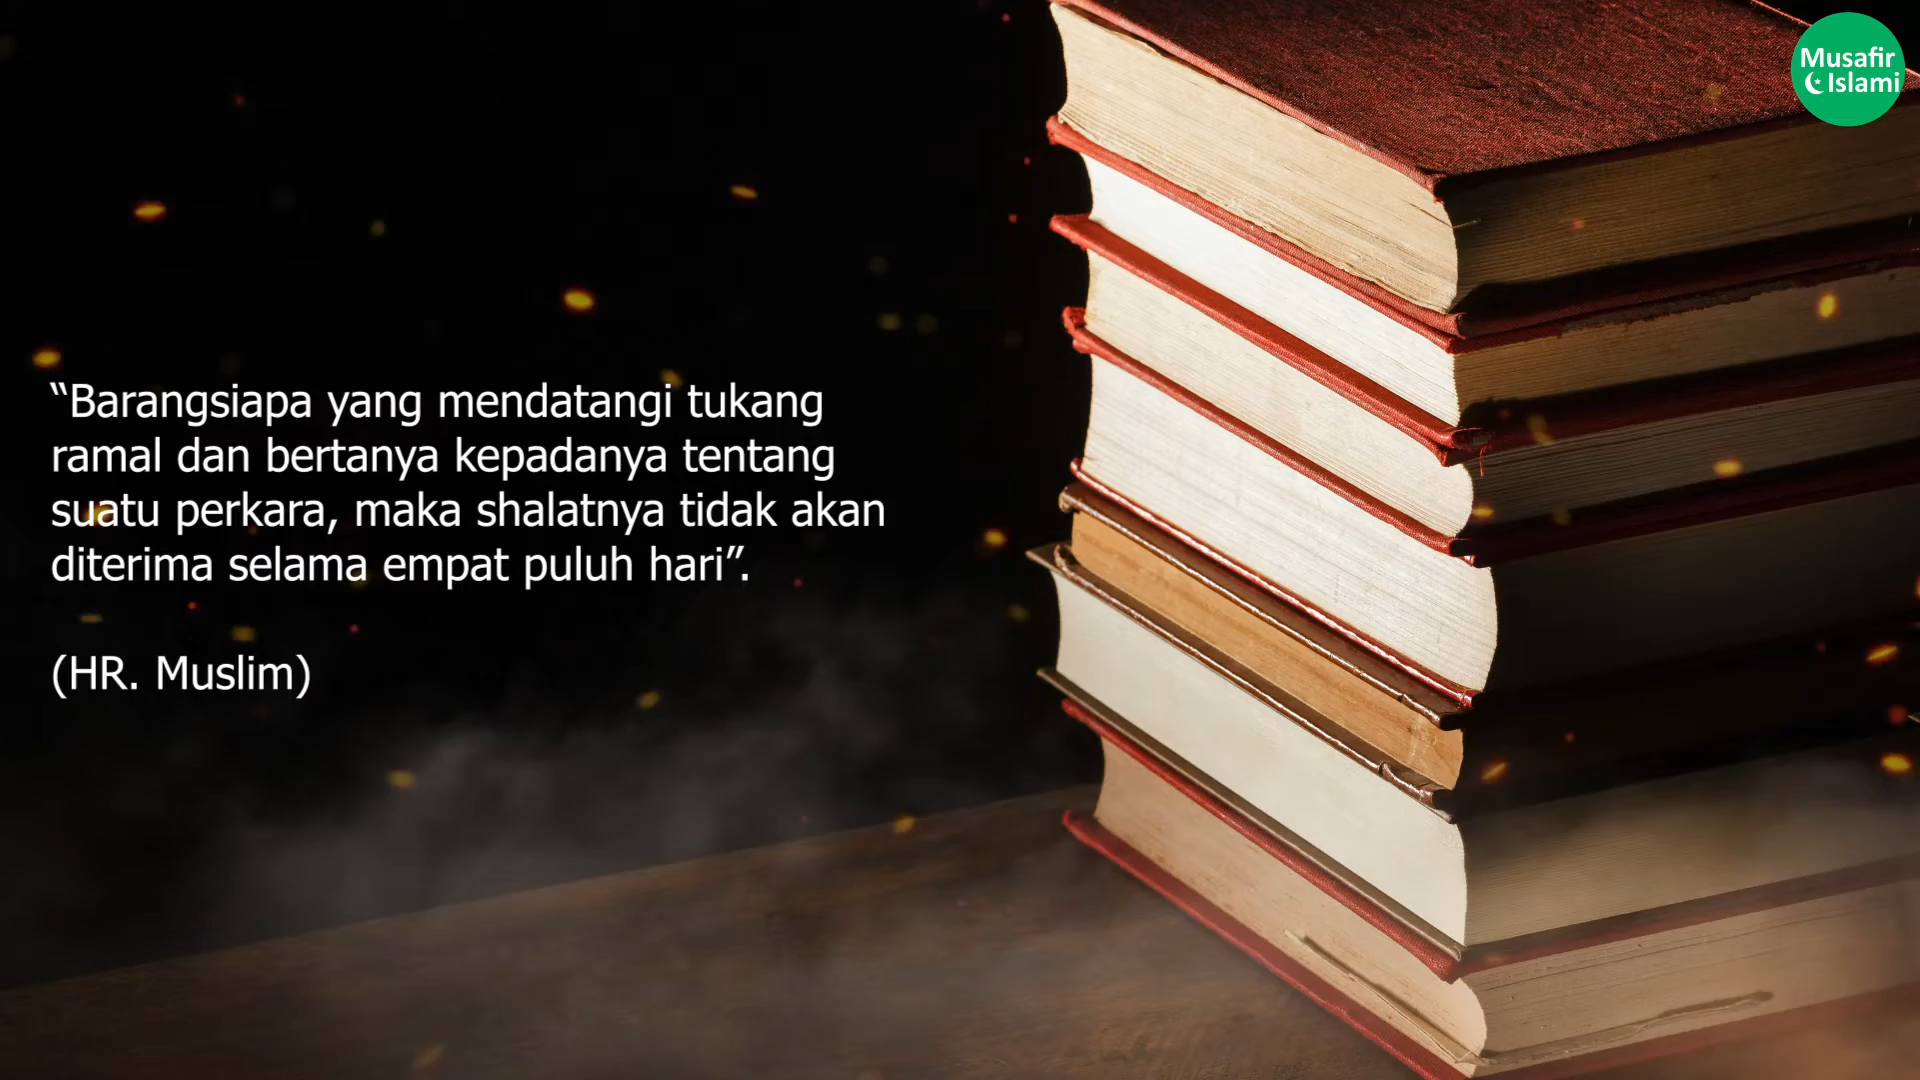 Musafir
Islami
“Barangsiapa yang mendatangi tukang
ramal dan bertanya kepadanya tentang
suatu perkara, maka shalatnya tidak akan
diterima selama empat puluh hari”.
(HR. Muslim)